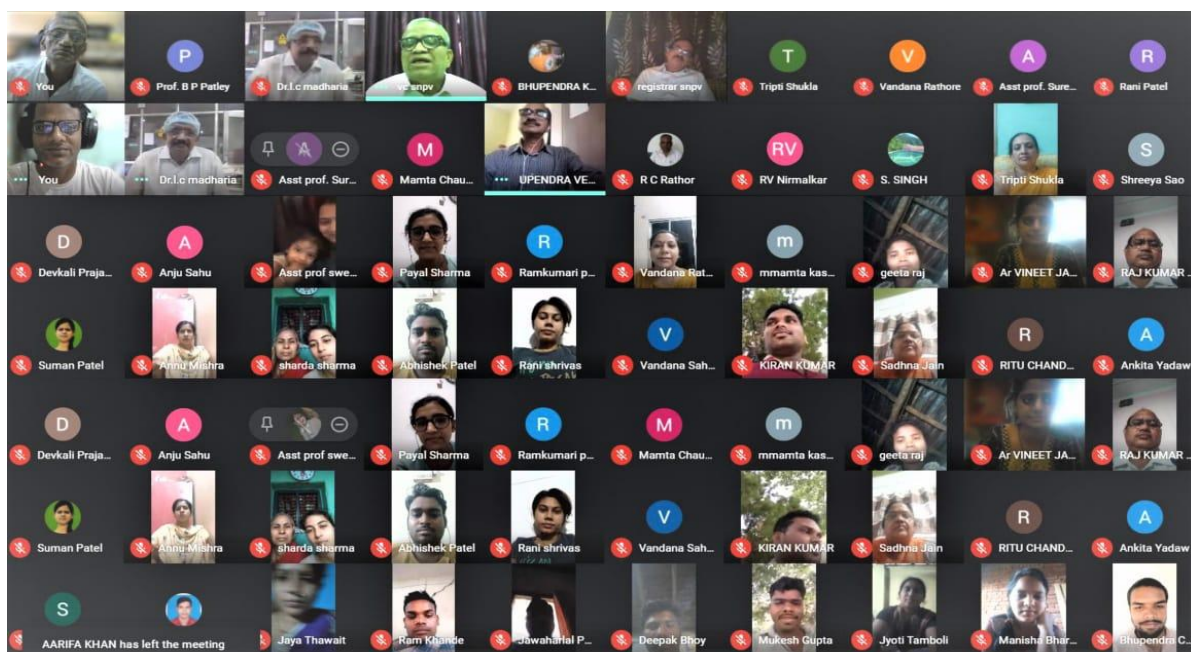 You
P
Prof. B P Patley
Dr.l.c madharia
vc snpv
BHUPENDRA K...
registrar snpv
T
Tripti Shukla
V
Vandana Rathore
A
Asst prof. Sure...
R
Rani Patel
You
Dr.l.c madharia
A
Asst prof. Sur...
M
Mamta Chau...
UPENDRA VE...
R C Rathor
RV
RV Nirmalkar
S. SINGH
Tripti Shukla
S
Shreeya Sao
D
Devkali Praja...
A
Anju Sahu
Asst prof swe...
Payal Sharma
R
Ramkumari p...
Vandana Rat...
m
mmamta kas...
geeta raj
Ar VINEET JA...
RAJ KUMAR ...
Suman Patel
Annu Mishra
sharda sharma
Abhishek Patel
Rani shrivas
V
Vandana Sah...
KIRAN KUMAR
Sadhna Jain
R
RITU CHAND...
A
Ankita Yadaw
D
Devkali Praja...
A
Anju Sahu
Asst prof swe...
Payal Sharma
R
Ramkumari p...
M
Mamta Chau...
m
mmamta kas...
geeta raj
Ar VINEET JA...
RAJ KUMAR ...
Suman Patel
Annu Mishra
sharda sharma
Abhishek Patel
Rani shrivas
V
Vandana Sah...
KIRAN KUMAR
Sadhna Jain
R
RITU CHAND...
A
Ankita Yadaw
S
AARIFA KHAN has left the meeting
Jaya Thawait
Ram Khande
Jawaharlal P...
Deepak Bhoy
Mukesh Gupta
Jyoti Tamboli
Manisha Bhar...
Bhupendra C...